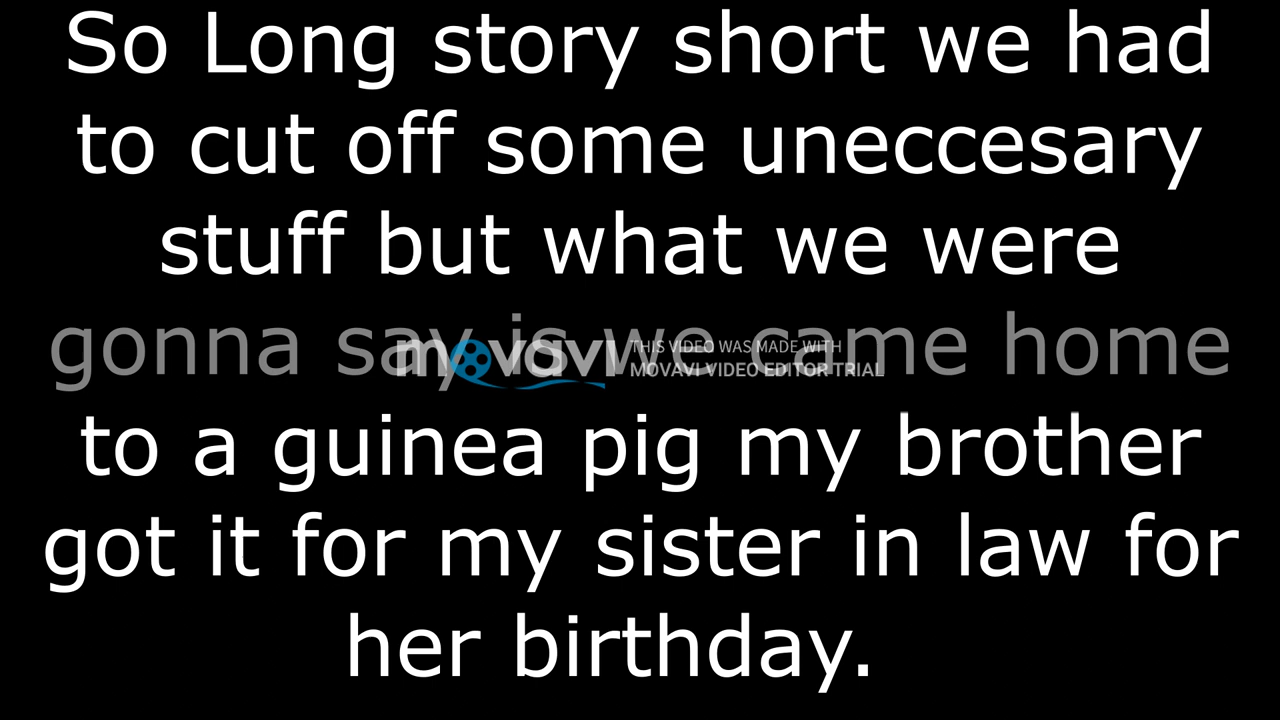 So Long story short we had
to cut off some uneccesary
stuff but what we were
gonna say is we came home
movavi
THIS VIDEO WAS MADE WITH
MOVAVI VIDEO EDITOR TRIAL
to a guinea pig my brother
got it for my sister in law for
her birthday.